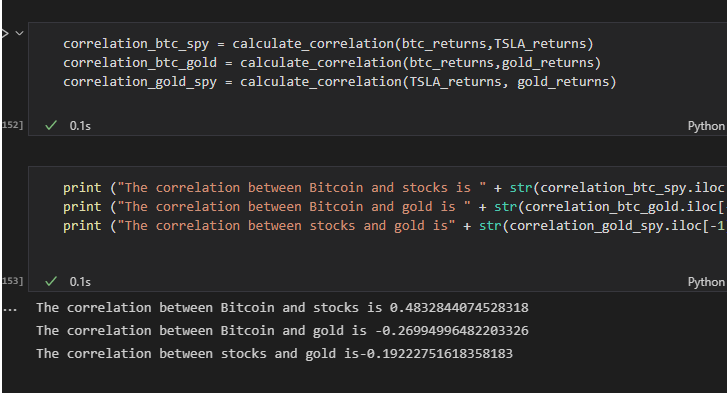 correlation_btc_spy = calculate_correlation(btc_returns,TSLA_returns)
correlation_btc_gold = calculate_correlation(btc_returns,gold_returns)
correlation_gold_spy = calculate_correlation(TSLA_returns, gold_returns)
152]
0.1s
Python
print ("The correlation between Bitcoin and stocks is " + str(correlation_btc_spy.iloc
print ("The correlation between Bitcoin and gold is " + str(correlation_btc_gold.iloc[-
print ("The correlation between stocks and gold is" + str(correlation_gold_spy.iloc[-1
153]
0.1s
Python
...
The correlation between Bitcoin and stocks is 0.4832844074528318
The correlation between Bitcoin and gold is -0.26994996482203326
The correlation between stocks and gold is-0.19222751618358183